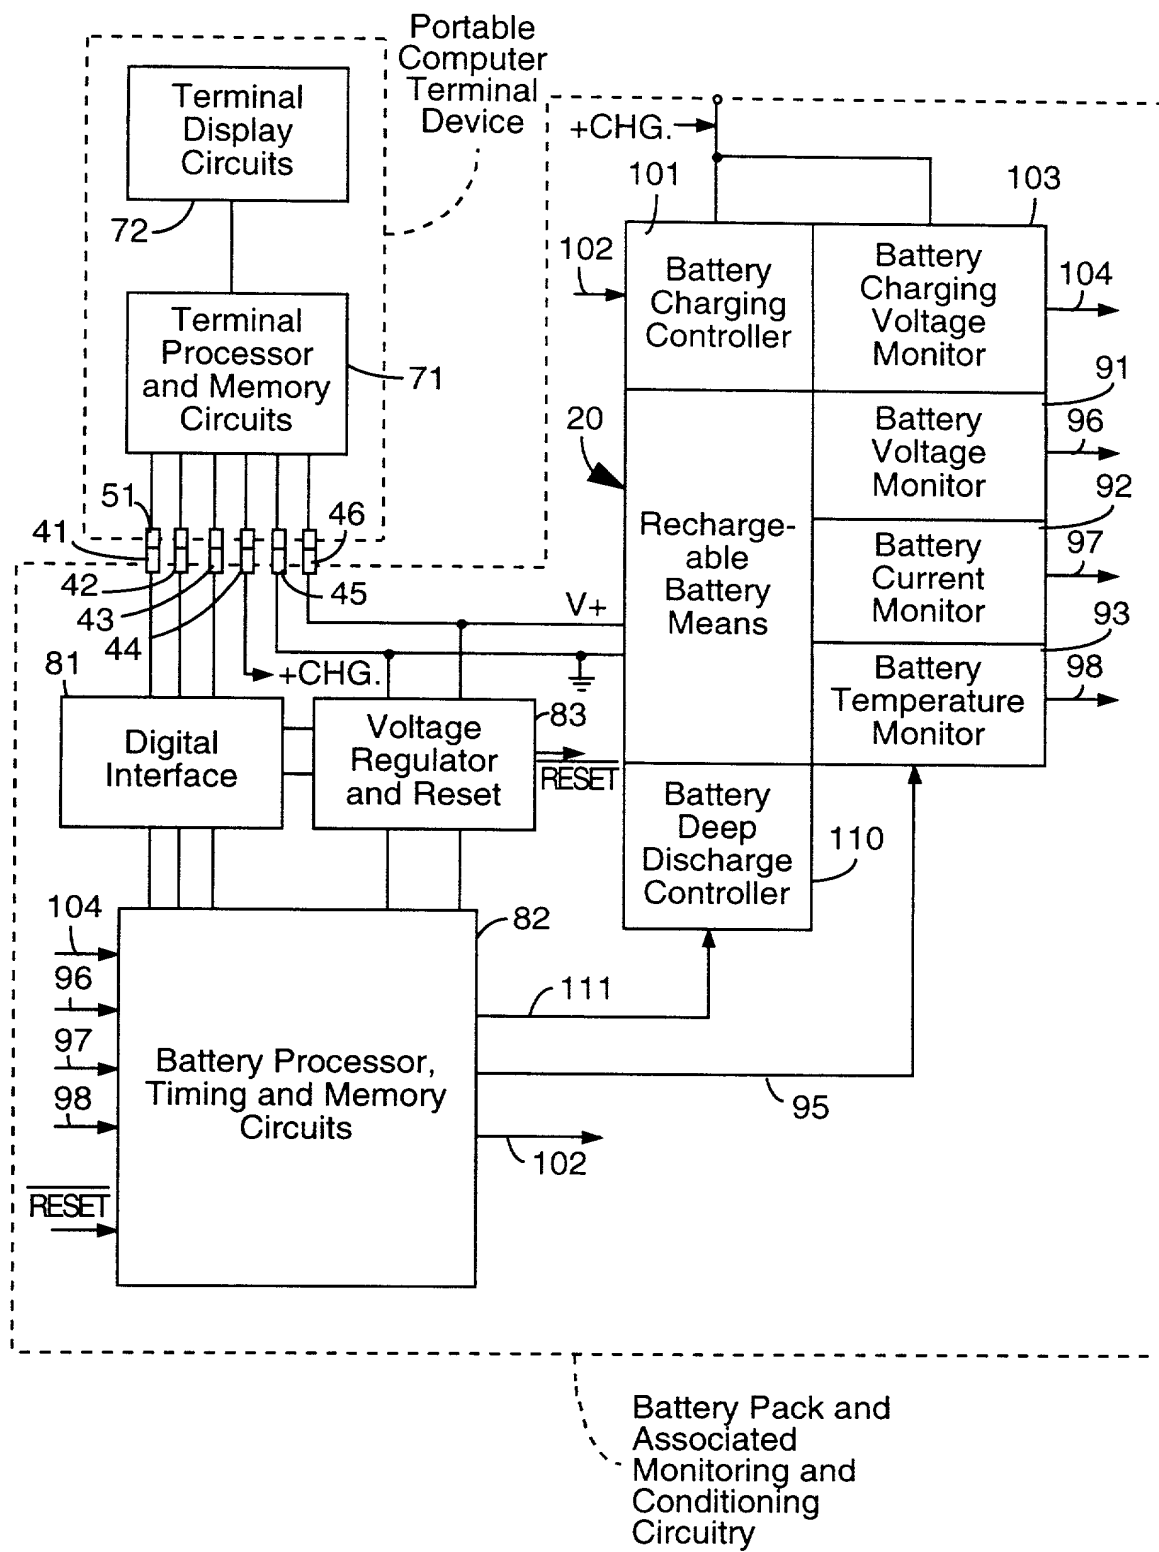 Portable
Computer
Terminal
Device
Terminal
Display
Circuits
72
Terminal
Processor
and Memory
Circuits
71
51
41
42
43
44
46
45
+CHG.
101
103
102
Battery
Charging
Controller
Battery
Charging
Voltage
Monitor
104
91
20
Battery
Voltage
Monitor
96
92
Recharge-
able
Battery
Means
Battery
Current
Monitor
97
93
V+
Battery
Temperature
Monitor
98
+CHG.
81
Digital
Interface
Voltage
Regulator
and Reset
83
RESET
Battery
Deep
Discharge
Controller
110
104
96
97
98
RESET
82
Battery Processor,
Timing and Memory
Circuits
111
95
102
Battery Pack and
Associated
Monitoring and
Conditioning
Circuitry